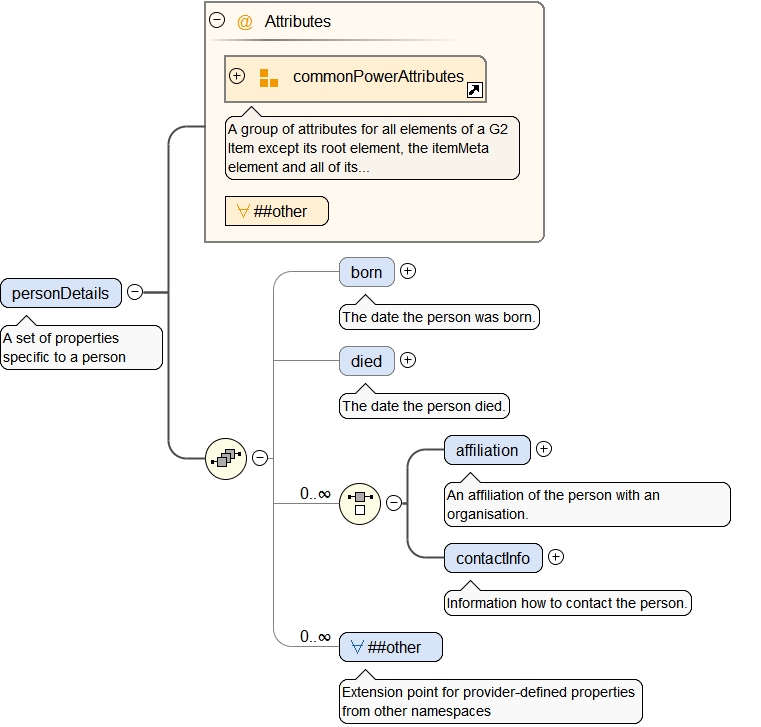 @ Attributes
commonPowerAttributes
A group of attributes for all elements of a G2
Item except its root element, the itemMeta
element and all of its...
##other
personDetails
A set of properties
specific to a person
born
The date the person was born.
died
The date the person died.
0..∞
affiliation
An affiliation of the person with an
organisation.
contactInfo
Information how to contact the person.
0..∞
##other
Extension point for provider-defined properties
from other namespaces